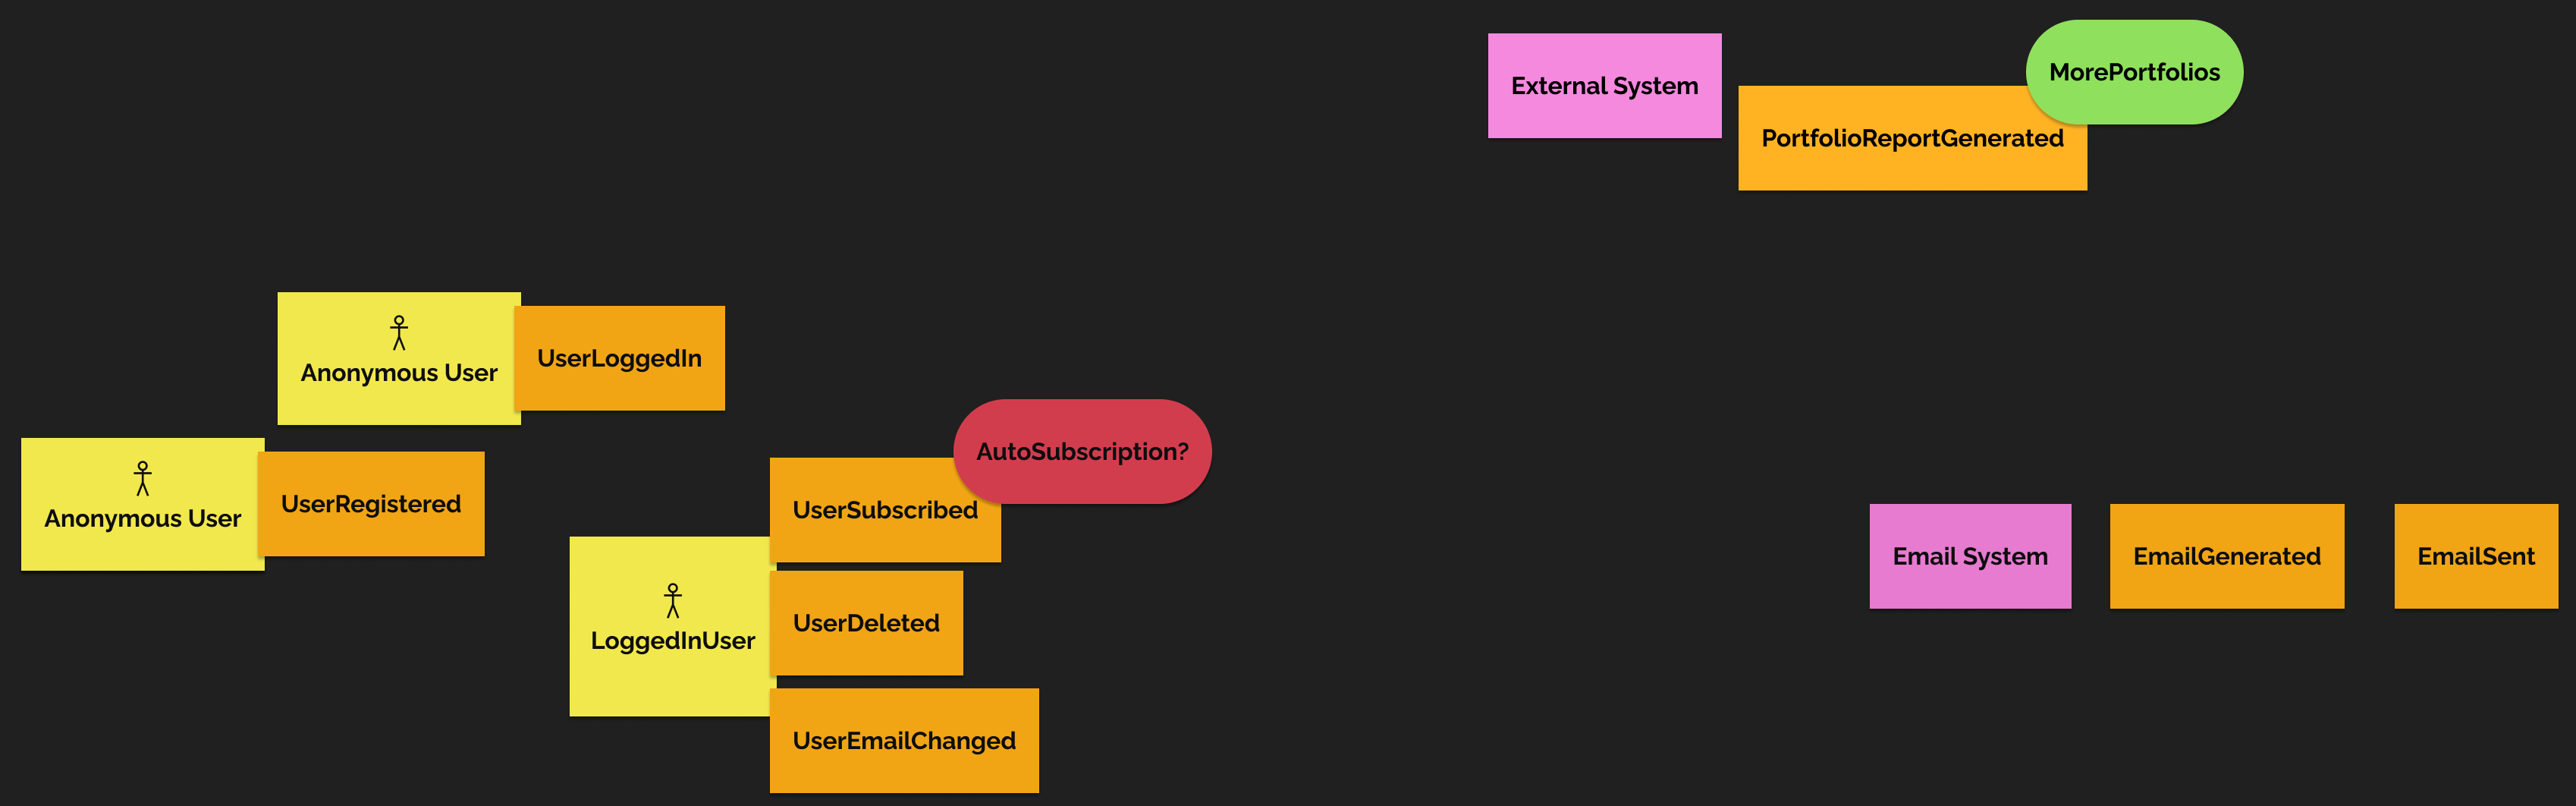 External System
MorePortfolios
PortfolioReportGenerated
Anonymous User
UserLoggedIn
Anonymous User
UserRegistered
AutoSubscription?
UserSubscribed
LoggedInUser
UserDeleted
UserEmailChanged
Email System
EmailGenerated
EmailSent